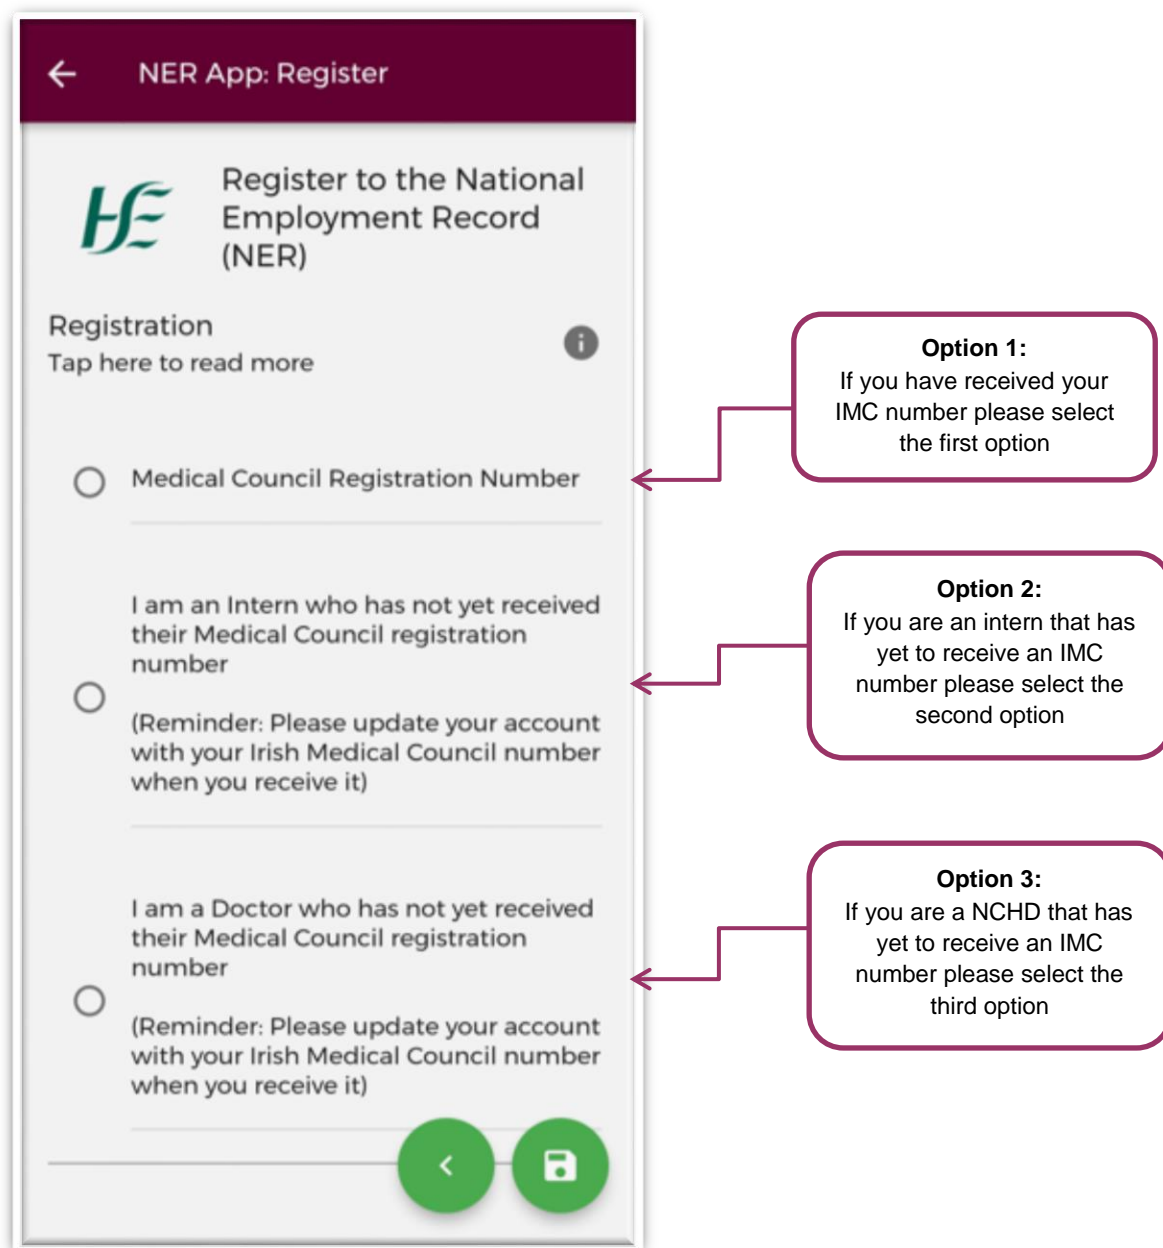 NER App: Register
HSE
Register to the National
Employment Record
(NER)
Registration
Tap here to read more
i
Medical Council Registration Number
I am an Intern who has not yet received
their Medical Council registration
number
(Reminder: Please update your account
with your Irish Medical Council number
when you receive it)
I am a Doctor who has not yet received
their Medical Council registration
number
(Reminder: Please update your account
with your Irish Medical Council number
when you receive it)
Option 1:
If you have received your
IMC number please select
the first option
Option 2:
If you are an intern that has
yet to receive an IMC
number please select the
second option
Option 3:
If you are a NCHD that has
yet to receive an IMC
number please select the
third option